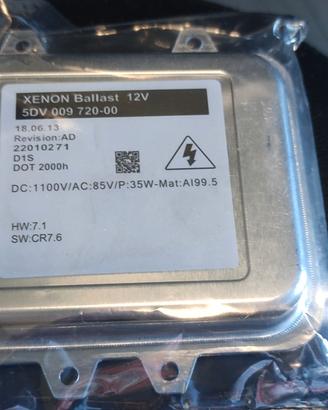 XENON Ballast 12V
5DV 009 720-00
18.06.13
Revision:AD
22010271
D1S
DOT 2000h
DC:1100V/AC:85V/P:35W-Mat:Al99.5
HW:7.1
SW:CR7.6